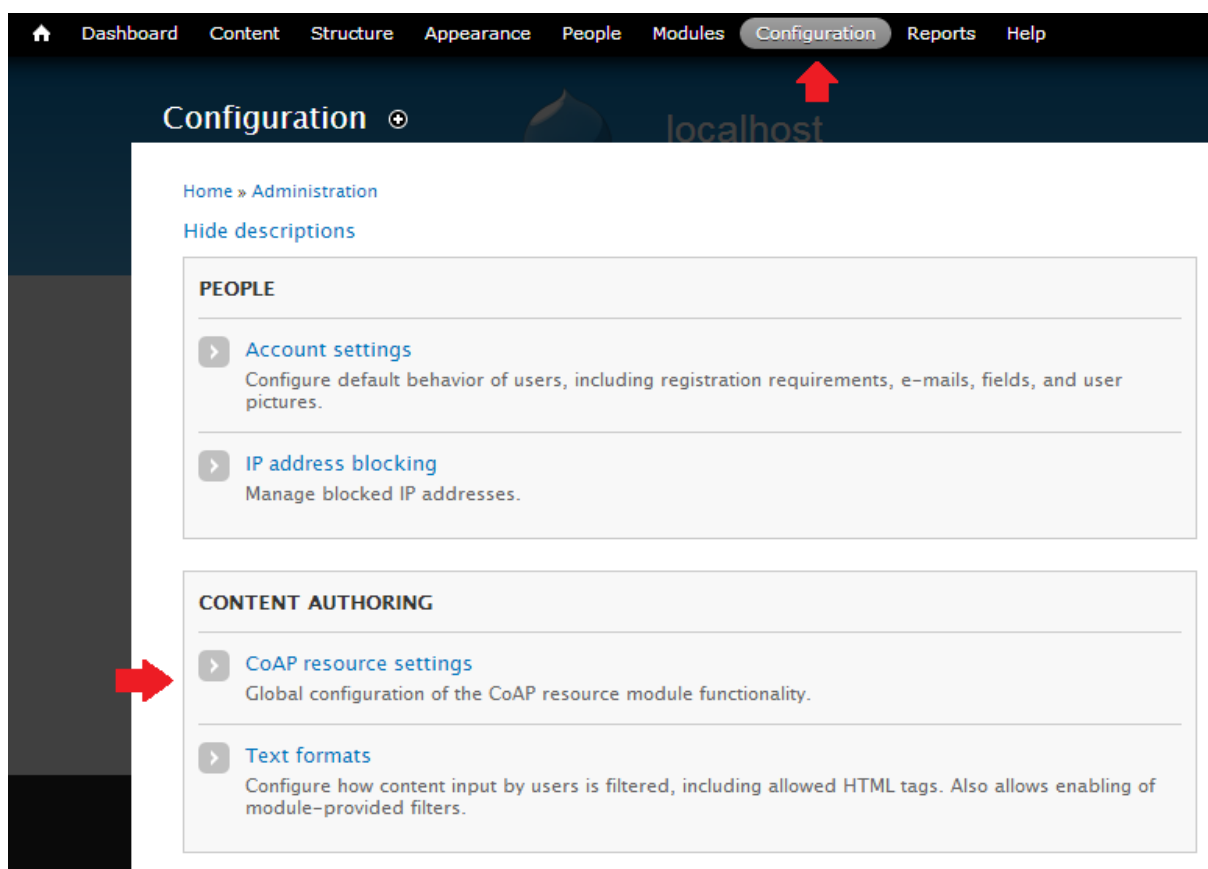 Dashboard Content Structure Appearance People Modules Configuration Reports Help
Configuration
localhost
Home » Administration
Hide descriptions
PEOPLE
Account settings
Configure default behavior of users, including registration requirements, e-mails, fields, and user
pictures.
IP address blocking
Manage blocked IP addresses.
CONTENT AUTHORING
CoAP resource settings
Global configuration of the CoAP resource module functionality.
Text formats
Configure how content input by users is filtered, including allowed HTML tags. Also allows enabling of
module-provided filters.